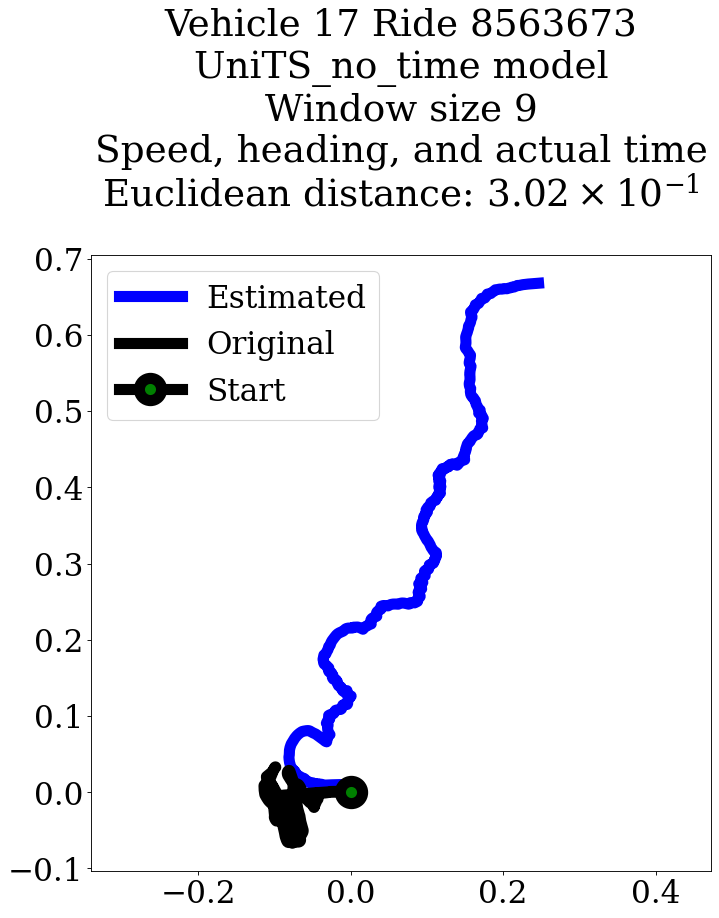 Vehicle 17 Ride 8563673
UniTS_no_time model
Window size 9
Speed, heading, and actual time
Euclidean distance: 3.02 × 10⁻¹
0.7
0.6
0.5
0.4
0.3
0.2
0.1
0.0
−0.1
Estimated
Original
Start
−0.2
0.0
0.2
0.4